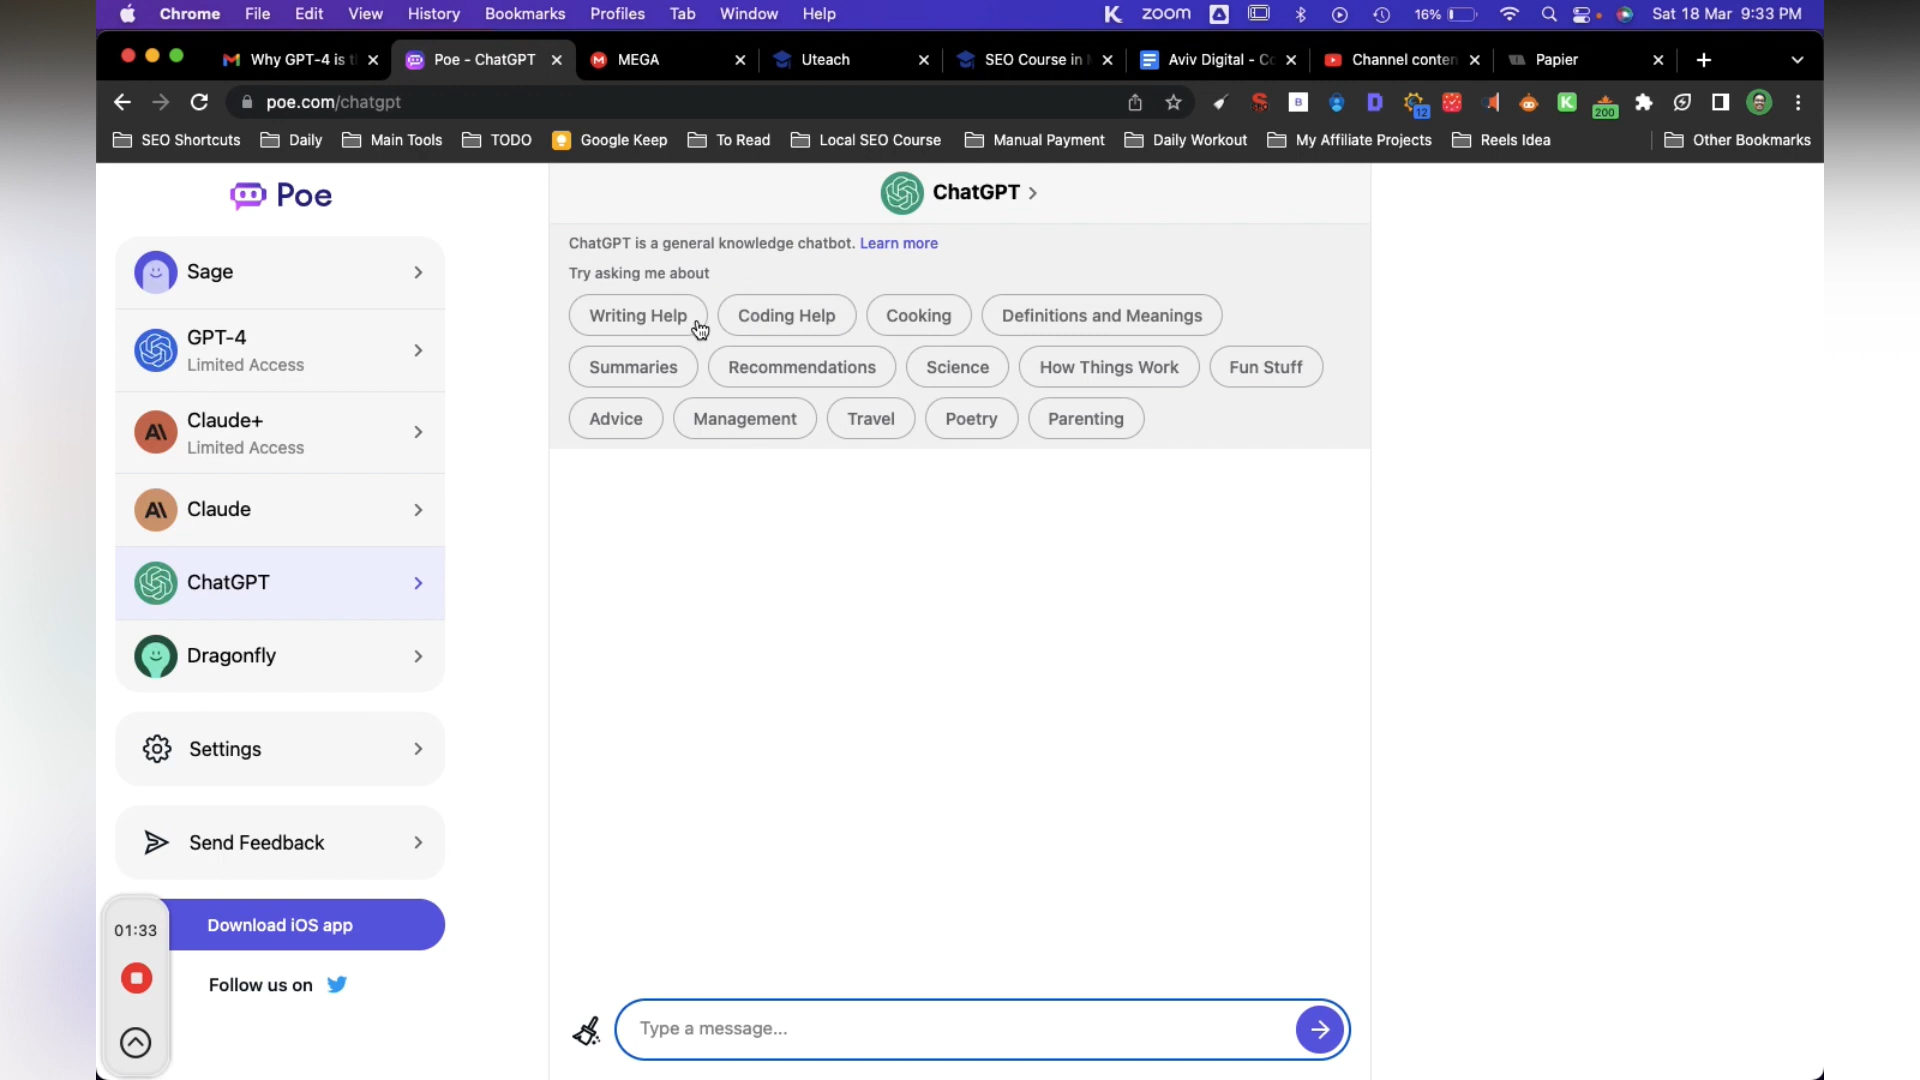 Chrome File Edit View History Bookmarks Profiles Tab Window Help K zoom 16% Sat 18 Mar 9:33 PM
Why GPT-4 is t Poe - ChatGPT MEGA Uteach SEO Course in Aviv Digital - Co Channel conten Papier
poe.com/chatgpt 12 200
SEO Shortcuts Daily Main Tools TODO Google Keep To Read Local SEO Course Manual Payment Daily Workout My Affiliate Projects Reels Idea Other Bookmarks
Poe
Sage
GPT-4
Limited Access
Claude+
Limited Access
Claude
ChatGPT
Dragonfly
Settings
Send Feedback
Download iOS app
Follow us on
01:33
ChatGPT
ChatGPT is a general knowledge chatbot. Learn more
Try asking me about
Writing Help Coding Help Cooking Definitions and Meanings
Summaries Recommendations Science How Things Work Fun Stuff
Advice Management Travel Poetry Parenting
Type a message...